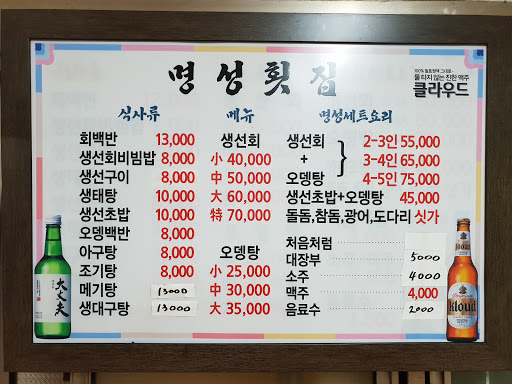 명성횟집
100% 발효원액 그대로~
물 타지 않는 진한 맥주
클라우드
식사류
회백반 13,000
생선회비빔밥 8,000
생선구이 8,000
생태탕 10,000
생선초밥 10,000
오뎅백반 8,000
아구탕 8,000
조기탕 8,000
메기탕 13000
생대구탕 13000
메뉴
생선회
小 40,000
中 50,000
大 60,000
特 70,000
오뎅탕
小 25,000
中 30,000
大 35,000
명성세트요리
생선회 2-3인 55,000
+ 3-4인 65,000
오뎅탕 4-5인 75,000
생선초밥+오뎅탕 45,000
돌돔,참돔,광어,도다리 싯가
처음처럼
대장부 5000
소주 4000
맥주 4,000
음료수 2000
大丈夫
Kloud